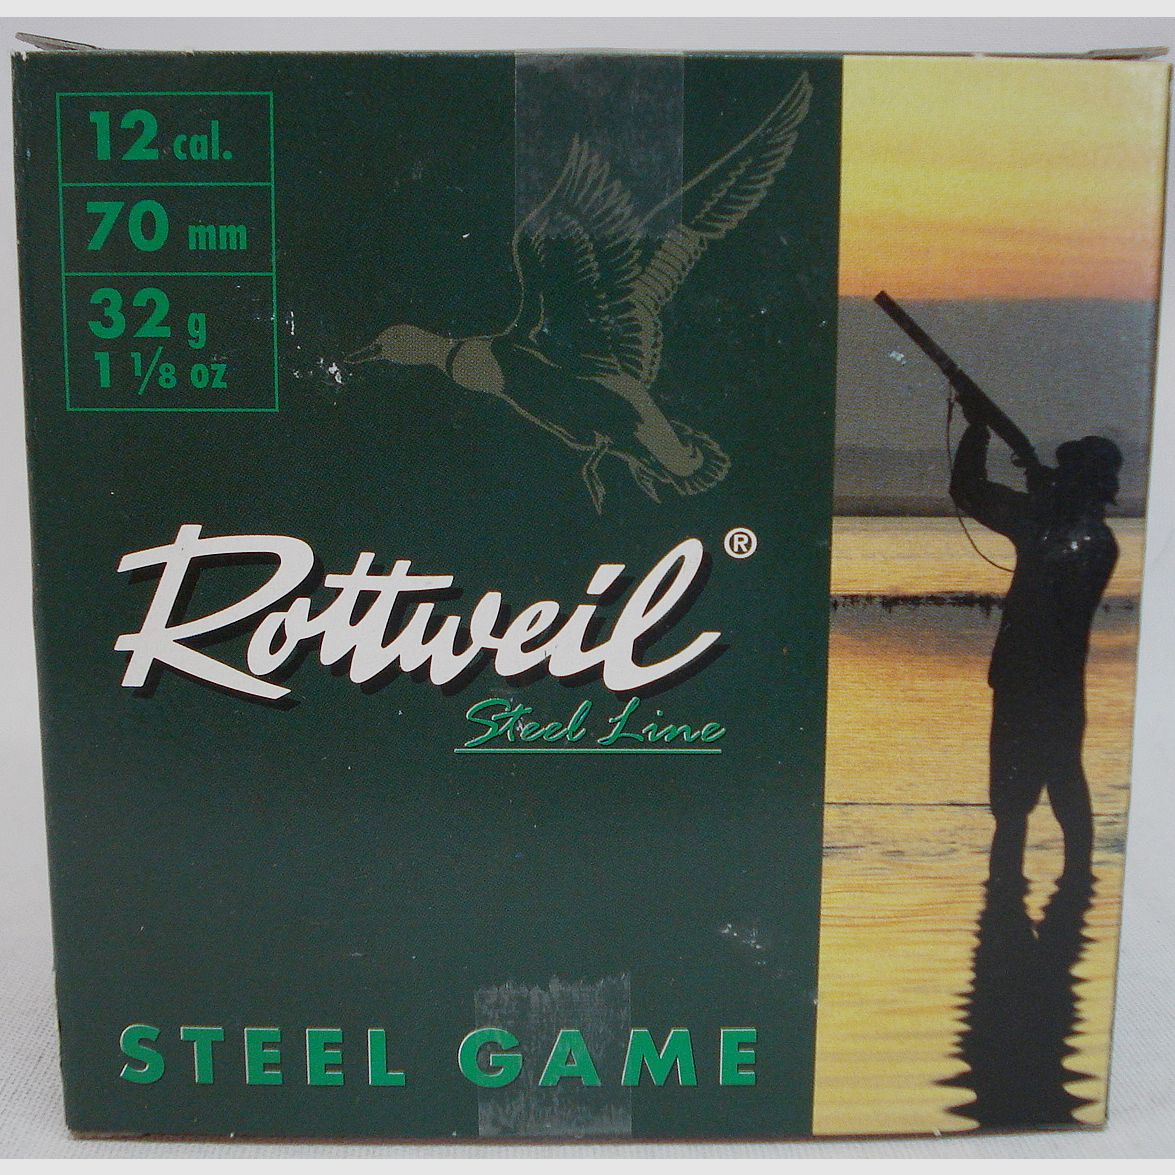 12 cal.
70 mm
32 g
1 1/8 oz
Rottweil®
Steel Line
STEEL GAME